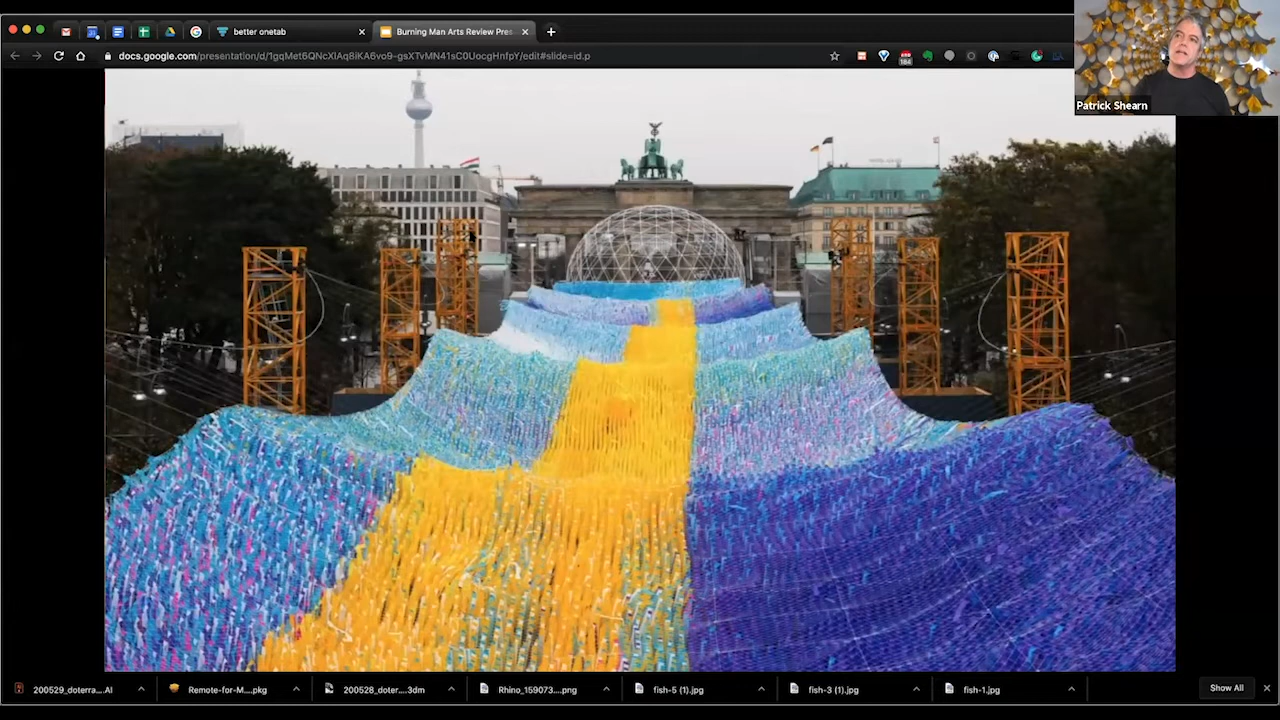 better onetab
Burning Man Arts Review Pres
docs.google.com/presentation/d/1gqMet6QNcXlAq8iKA6vo9-gsXTvMN41sC0UocgHnfpY/edit#slide=id.p
184
Patrick Shearn
200529_doterra....AI
Remote-for-M....pkg
200528_doter....3dm
Rhino_159073....png
fish-5 (1).jpg
fish-3 (1).jpg
fish-1.jpg
Show All